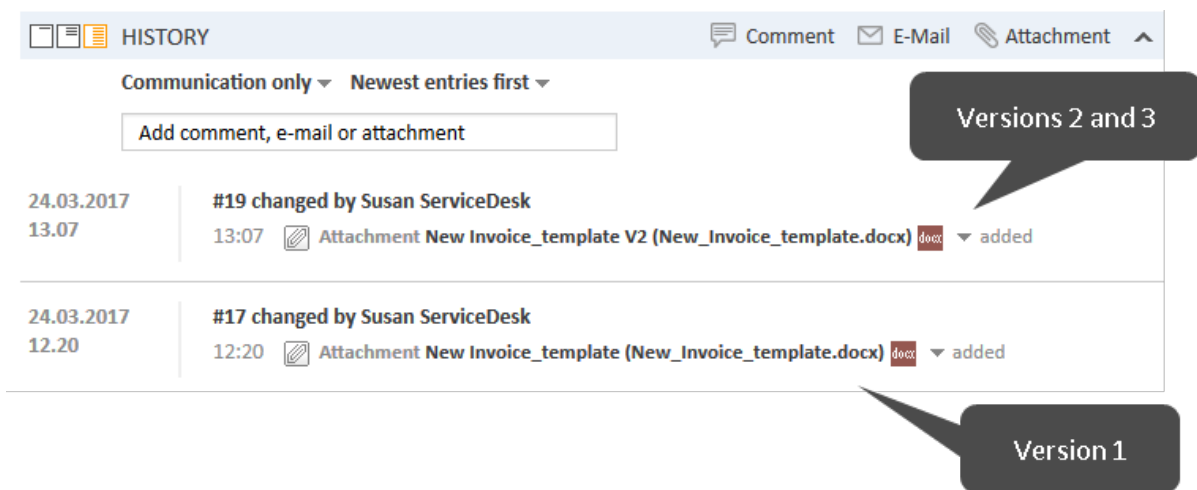 HISTORY Comment E-Mail Attachment
Communication only Newest entries first
Add comment, e-mail or attachment
Versions 2 and 3
24.03.2017 #19 changed by Susan ServiceDesk
13.07 13:07 Attachment New Invoice_template V2 (New_Invoice_template.docx) docx added
24.03.2017 #17 changed by Susan ServiceDesk
12.20 12:20 Attachment New Invoice_template (New_Invoice_template.docx) docx added
Version 1